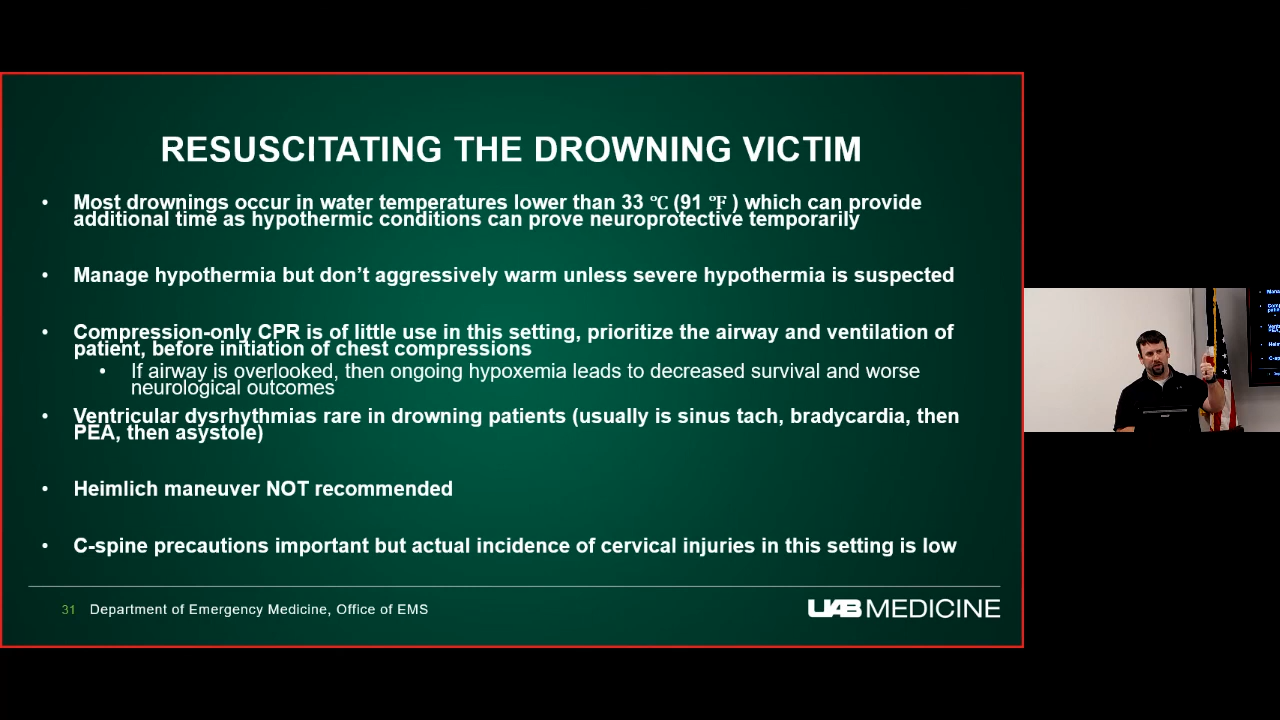 RESUSCITATING THE DROWNING VICTIM
• Most drownings occur in water temperatures lower than 33 ℃ (91 ℉ ) which can provide
additional time as hypothermic conditions can prove neuroprotective temporarily
• Manage hypothermia but don’t aggressively warm unless severe hypothermia is suspected
• Compression-only CPR is of little use in this setting, prioritize the airway and ventilation of
patient, before initiation of chest compressions
• If airway is overlooked, then ongoing hypoxemia leads to decreased survival and worse
neurological outcomes
• Ventricular dysrhythmias rare in drowning patients (usually is sinus tach, bradycardia, then
PEA, then asystole)
• Heimlich maneuver NOT recommended
• C-spine precautions important but actual incidence of cervical injuries in this setting is low
31 Department of Emergency Medicine, Office of EMS
UAB MEDICINE